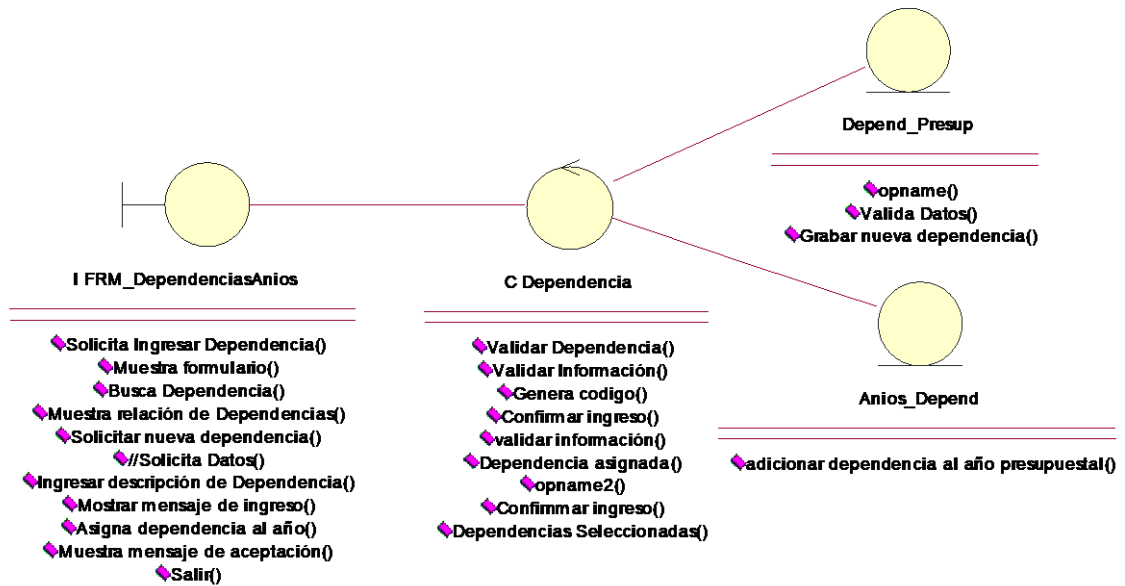 I FRM_DependenciasAnios
Solicita Ingresar Dependencia()
Muestra formulario()
Busca Dependencia()
Muestra relación de Dependencias()
Solicitar nueva dependencia()
//Solicita Datos()
Ingresar descripción de Dependencia()
Mostrar mensaje de ingreso()
Asigna dependencia al año()
Muestra mensaje de aceptación()
Salir()
C Dependencia
Validar Dependencia()
Validar Información()
Genera codigo()
Confirmar ingreso()
validar información()
Dependencia asignada()
opname2()
Confimmar ingreso()
Dependencias Seleccionadas()
Depend_Presup
opname()
Valida Datos()
Grabar nueva dependencia()
Anios_Depend
adicionar dependencia al año presupuestal()